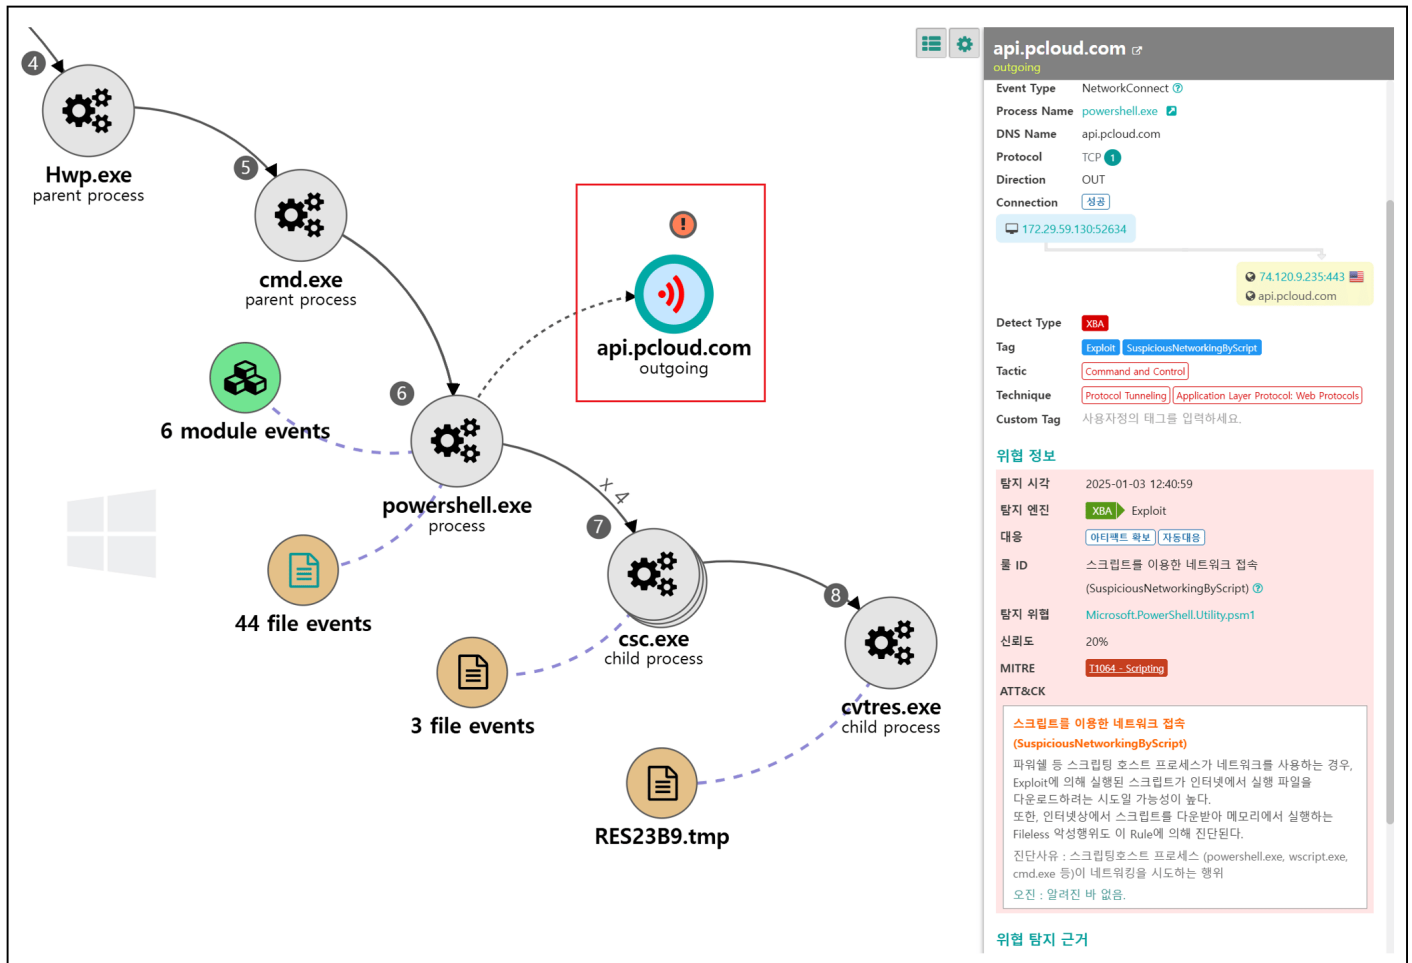 4
Hwp.exe
parent process
5
cmd.exe
parent process
!
api.pcloud.com
outgoing
6 module events
6
powershell.exe
process
44 file events
x 4
7
csc.exe
child process
3 file events
8
cvtres.exe
child process
RES23B9.tmp
api.pcloud.com
outgoing
Event Type NetworkConnect ?
Process Name powershell.exe
DNS Name api.pcloud.com
Protocol TCP 1
Direction OUT
Connection 성공
172.29.59.130:52634
74.120.9.235:443
api.pcloud.com
Detect Type XBA
Tag Exploit SuspiciousNetworkingByScript
Tactic Command and Control
Technique Protocol Tunneling Application Layer Protocol: Web Protocols
Custom Tag 사용자정의 태그를 입력하세요.
위협 정보
탐지 시각 2025-01-03 12:40:59
탐지 엔진 XBA Exploit
대응 아티팩트 확보 자동대응
룰 ID 스크립트를 이용한 네트워크 접속
(SuspiciousNetworkingByScript) ?
탐지 위협 Microsoft.PowerShell.Utility.psm1
신뢰도 20%
MITRE T1064 - Scripting
ATT&CK
스크립트를 이용한 네트워크 접속
(SuspiciousNetworkingByScript)
파워쉘 등 스크립팅 호스트 프로세스가 네트워크를 사용하는 경우,
Exploit에 의해 실행된 스크립트가 인터넷에서 실행 파일을
다운로드하려는 시도일 가능성이 높다.
또한, 인터넷상에서 스크립트를 다운받아 메모리에서 실행하는
Fileless 악성행위도 이 Rule에 의해 진단된다.
진단사유 : 스크립팅호스트 프로세스 (powershell.exe, wscript.exe,
cmd.exe 등)이 네트워킹을 시도하는 행위
오진 : 알려진 바 없음.
위협 탐지 근거